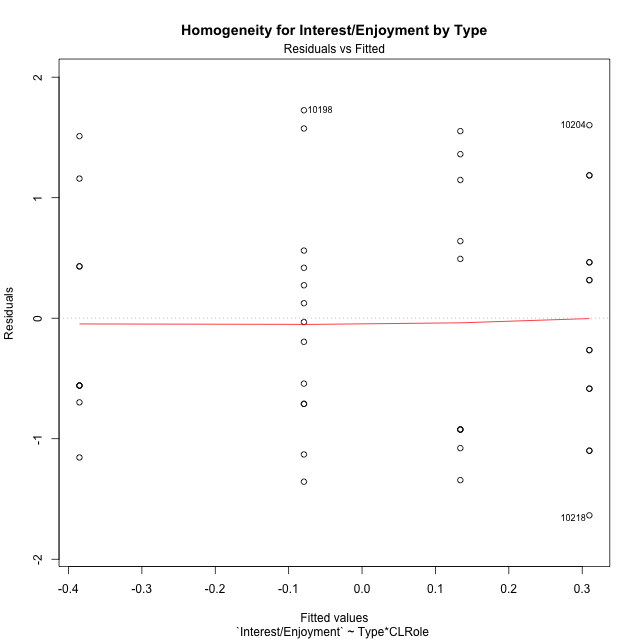 Homogeneity for Interest/Enjoyment by Type
Residuals vs Fitted
10198
10204
10218
2
1
0
-1
-2
Residuals
-0.4 -0.3 -0.2 -0.1 0.0 0.1 0.2 0.3
Fitted values
`Interest/Enjoyment` ~ Type*CLRole